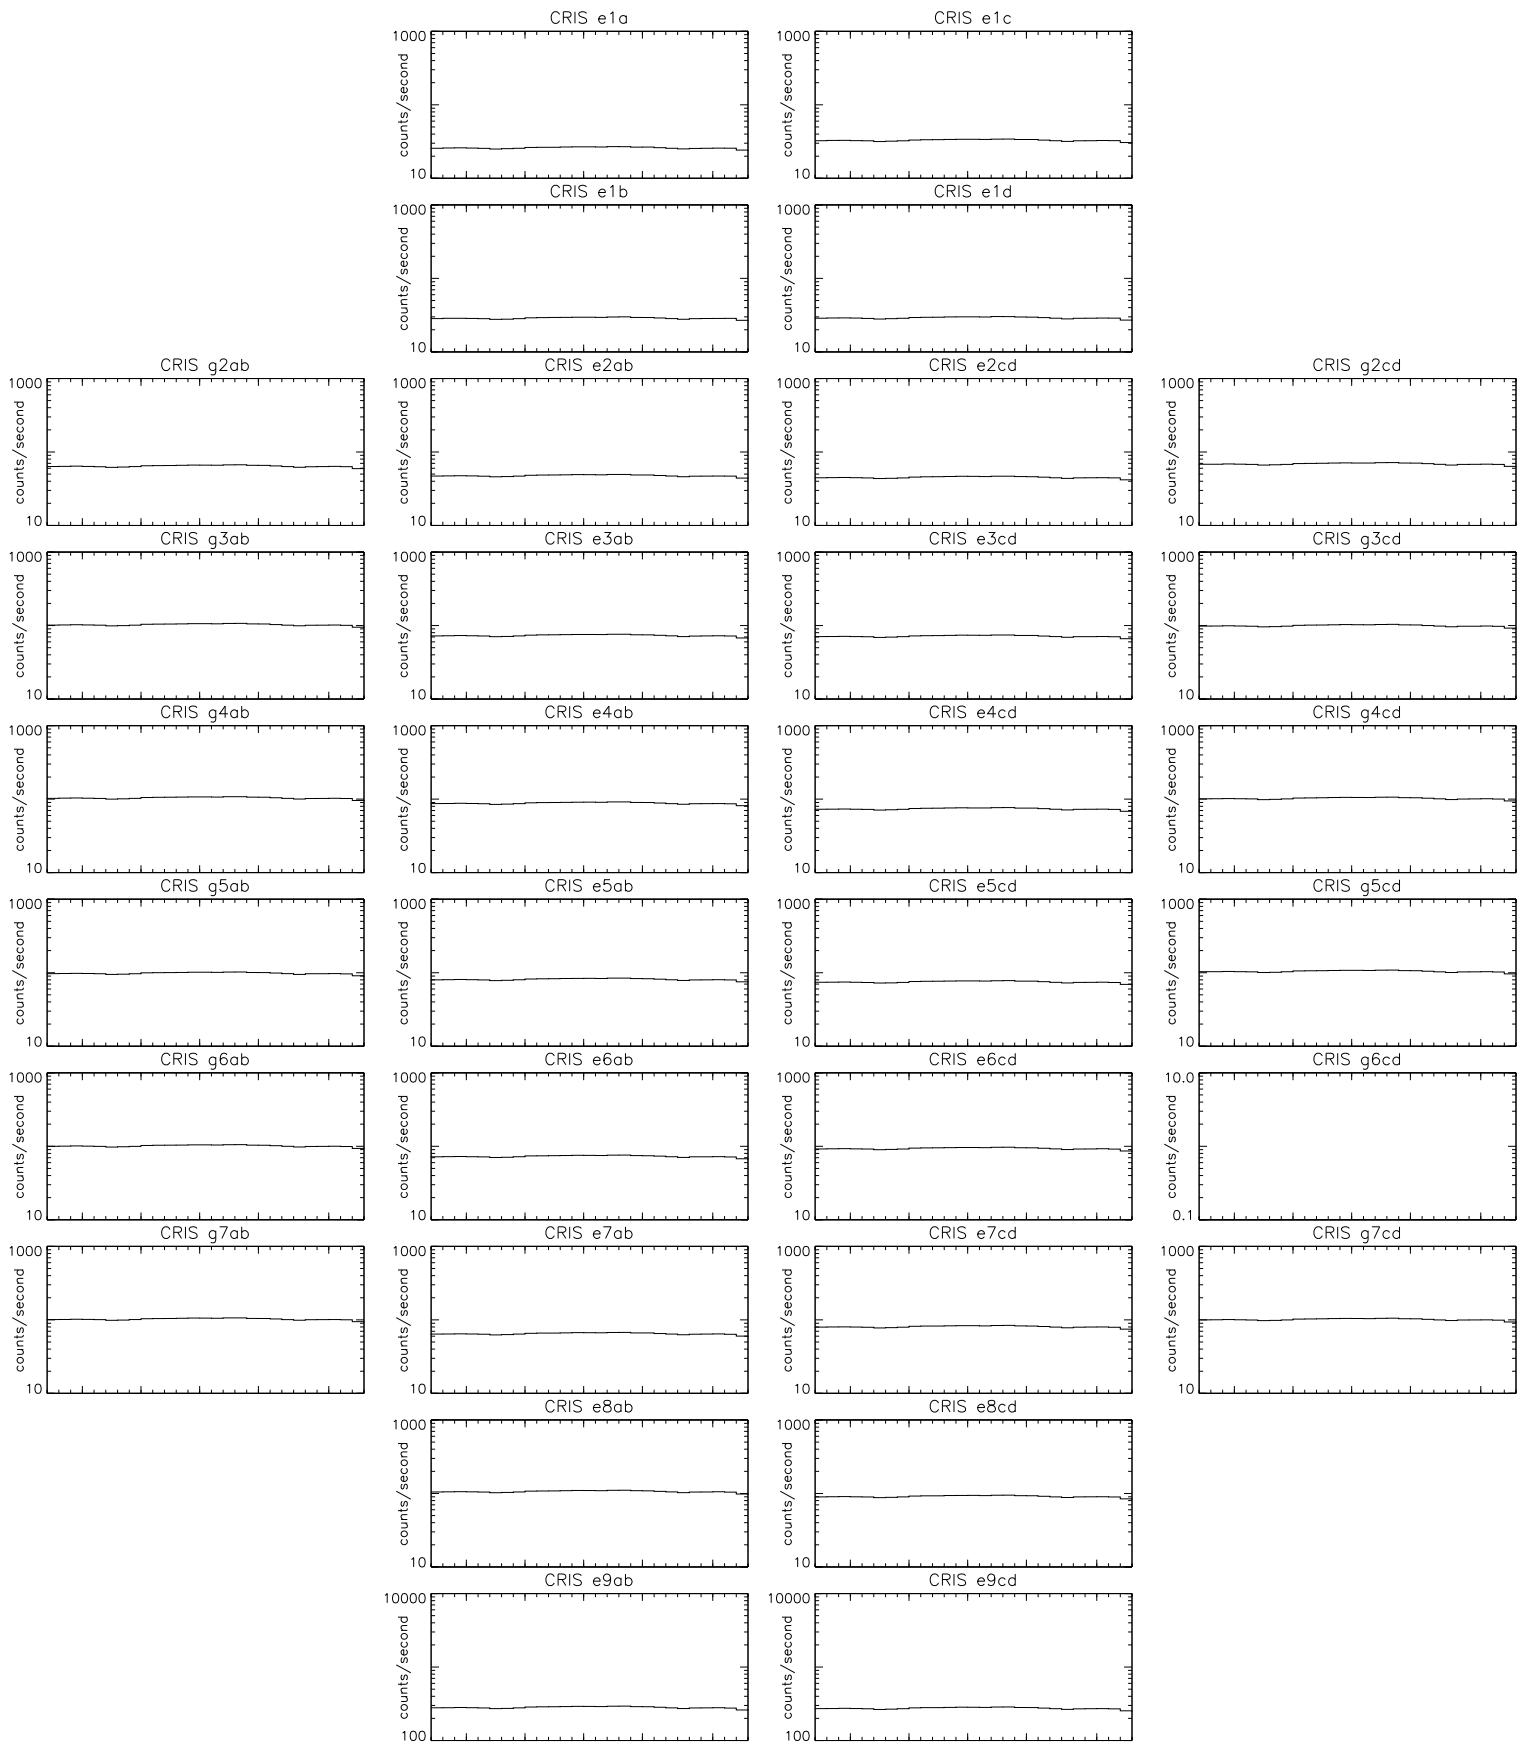 CRIS e1a
1000
counts/second
10
CRIS e1c
1000
counts/second
10
CRIS e1b
1000
counts/second
10
CRIS e1d
1000
counts/second
10
CRIS g2ab
1000
counts/second
10
CRIS e2ab
1000
counts/second
10
CRIS e2cd
1000
counts/second
10
CRIS g2cd
1000
counts/second
10
CRIS g3ab
1000
counts/second
10
CRIS e3ab
1000
counts/second
10
CRIS e3cd
1000
counts/second
10
CRIS g3cd
1000
counts/second
10
CRIS g4ab
1000
counts/second
10
CRIS e4ab
1000
counts/second
10
CRIS e4cd
1000
counts/second
10
CRIS g4cd
1000
counts/second
10
CRIS g5ab
1000
counts/second
10
CRIS e5ab
1000
counts/second
10
CRIS e5cd
1000
counts/second
10
CRIS g5cd
1000
counts/second
10
CRIS g6ab
1000
counts/second
10
CRIS e6ab
1000
counts/second
10
CRIS e6cd
1000
counts/second
10
CRIS g6cd
10.0
counts/second
0.1
CRIS g7ab
1000
counts/second
10
CRIS e7ab
1000
counts/second
10
CRIS e7cd
1000
counts/second
10
CRIS g7cd
1000
counts/second
10
CRIS e8ab
1000
counts/second
10
CRIS e8cd
1000
counts/second
10
CRIS e9ab
10000
counts/second
100
CRIS e9cd
10000
counts/second
100